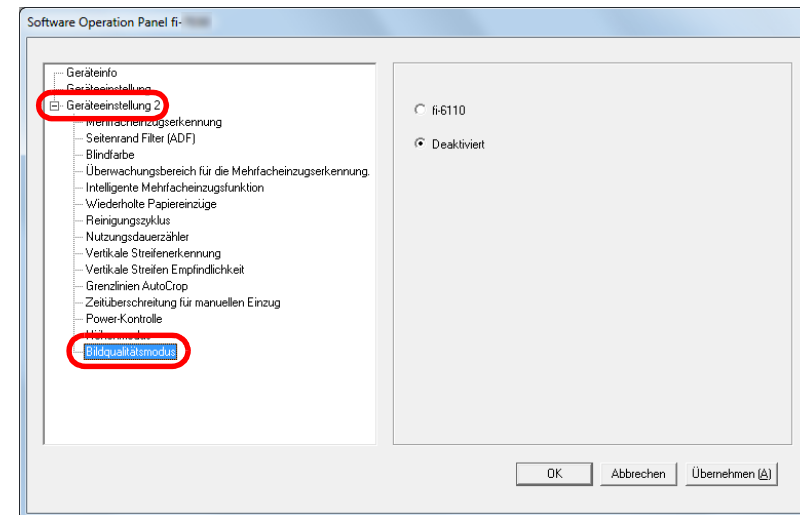 Software Operation Panel fi-
Geräteinfo
Geräteeinstellung
Geräteeinstellung 2
Mehrfacheinzugserkennung
Seitenrand Filter (ADF)
Blindfarbe
Überwachungsbereich für die Mehrfacheinzugserkennung.
Intelligente Mehrfacheinzugsfunktion
Wiederholte Papiereinzüge
Reinigungszyklus
Nutzungsdauerzähler
Vertikale Streifenerkennung
Vertikale Streifen Empfindlichkeit
Grenzlinien AutoCrop
Zeitüberschreitung für manuellen Einzug
Power-Kontrolle
Höhenmodus
Bildqualitätsmodus
fi-6110
Deaktiviert
OK
Abbrechen
Übernehmen (A)